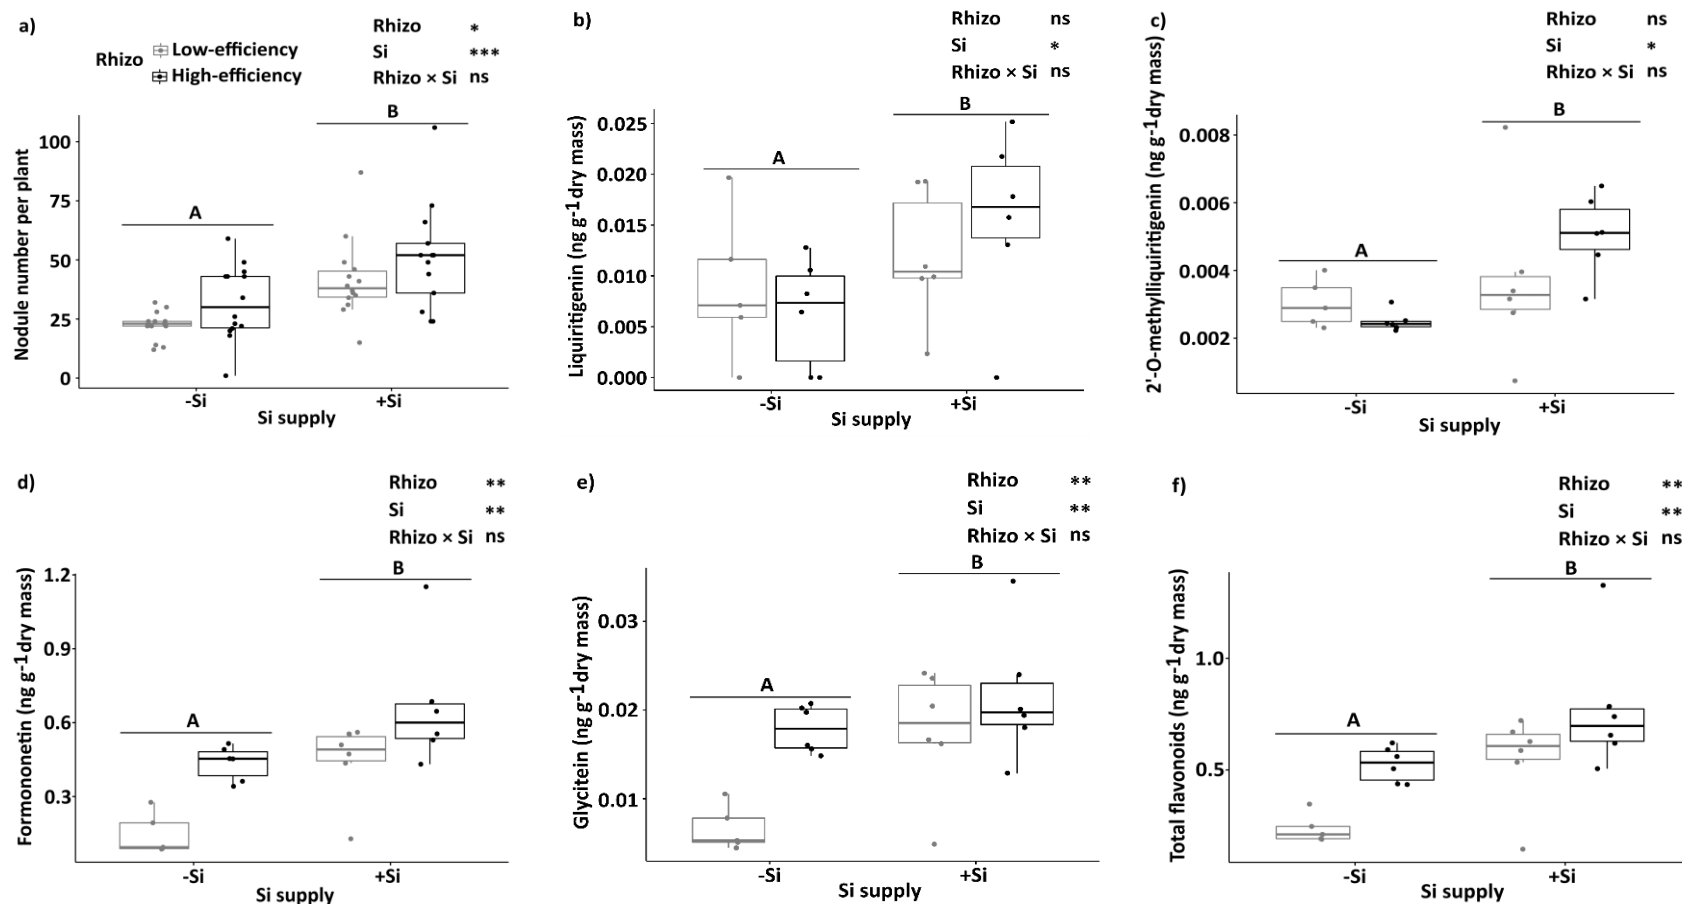 a)
Rhizo *
Si ***
Rhizo × Si ns
Rhizo
Low-efficiency
High-efficiency
A
B
Nodule number per plant
100
75
50
25
0
-Si
+Si
Si supply
b)
Rhizo ns
Si *
Rhizo × Si ns
A
B
Liquiritigenin (ng g-1dry mass)
0.025
0.020
0.015
0.010
0.005
0.000
-Si
+Si
Si supply
c)
Rhizo ns
Si *
Rhizo × Si ns
A
B
2'-O-methylliquiritigenin (ng g-1dry mass)
0.008
0.006
0.004
0.002
-Si
+Si
Si supply
d)
Rhizo **
Si **
Rhizo × Si ns
A
B
Formononetin (ng g-1dry mass)
1.2
0.9
0.6
0.3
-Si
+Si
Si supply
e)
Rhizo **
Si **
Rhizo × Si ns
A
B
Glycitein (ng g-1dry mass)
0.03
0.02
0.01
-Si
+Si
Si supply
f)
Rhizo **
Si **
Rhizo × Si ns
A
B
Total flavonoids (ng g-1dry mass)
1.0
0.5
-Si
+Si
Si supply